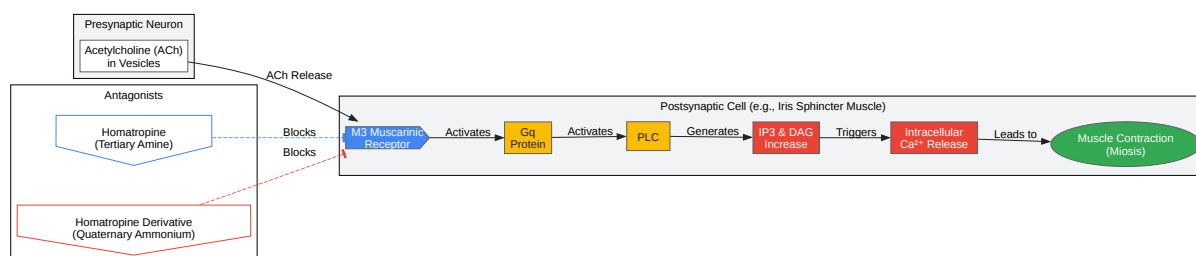 Presynaptic Neuron
Acetylcholine (ACh)
in Vesicles
ACh Release
Antagonists
Homatropine
(Tertiary Amine)
Blocks
Blocks
Homatropine Derivative
(Quaternary Ammonium)
Postsynaptic Cell (e.g., Iris Sphincter Muscle)
M3 Muscarinic
Receptor
Activates
Gq
Protein
Activates
PLC
Generates
IP3 & DAG
Increase
Triggers
Intracellular
Ca²⁺ Release
Leads to
Muscle Contraction
(Miosis)